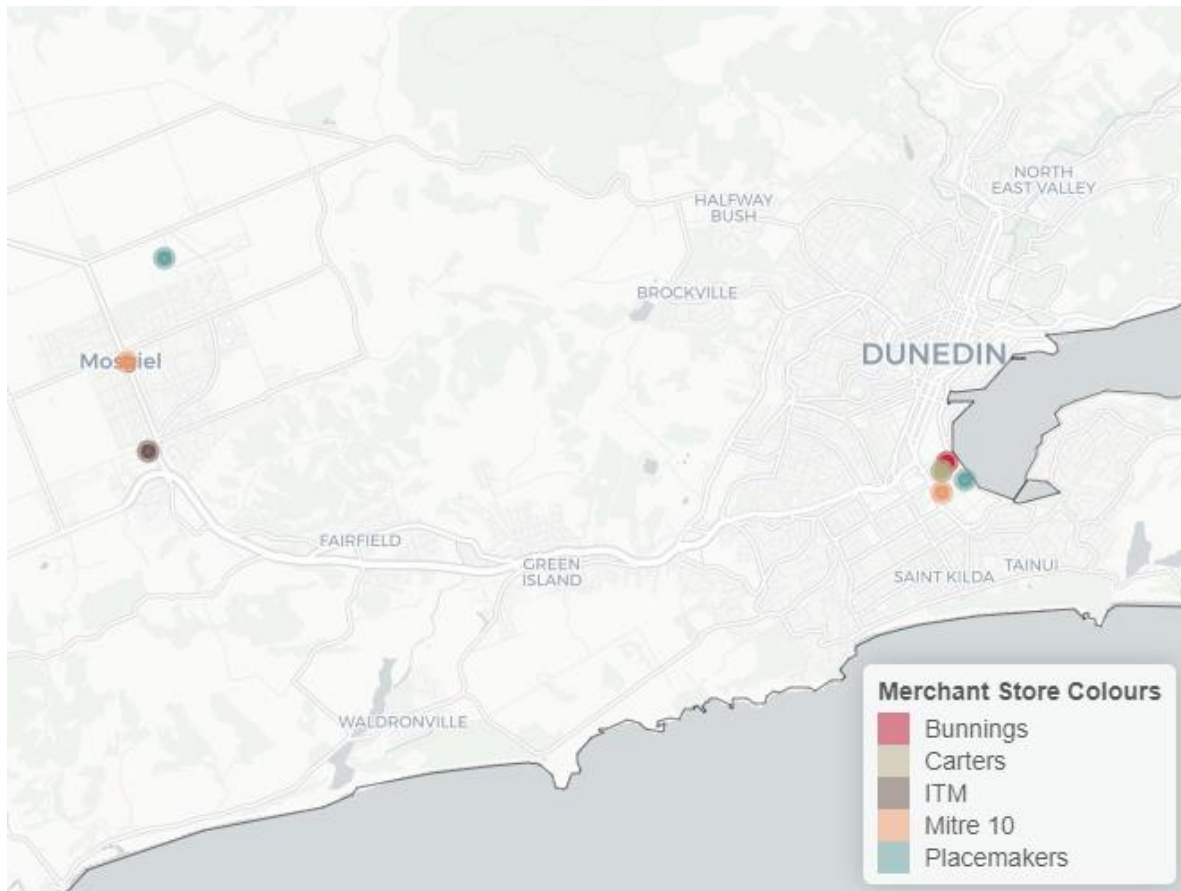 NORTH
EAST VALLEY
HALFWAY
BUSH
BROCKVILLE
DUNEDIN
Mosgiel
FAIRFIELD
GREEN
ISLAND
SAINT KILDA
TAINUI
WALDRONVILLE
Merchant Store Colours
Bunnings
Carters
ITM
Mitre 10
Placemakers